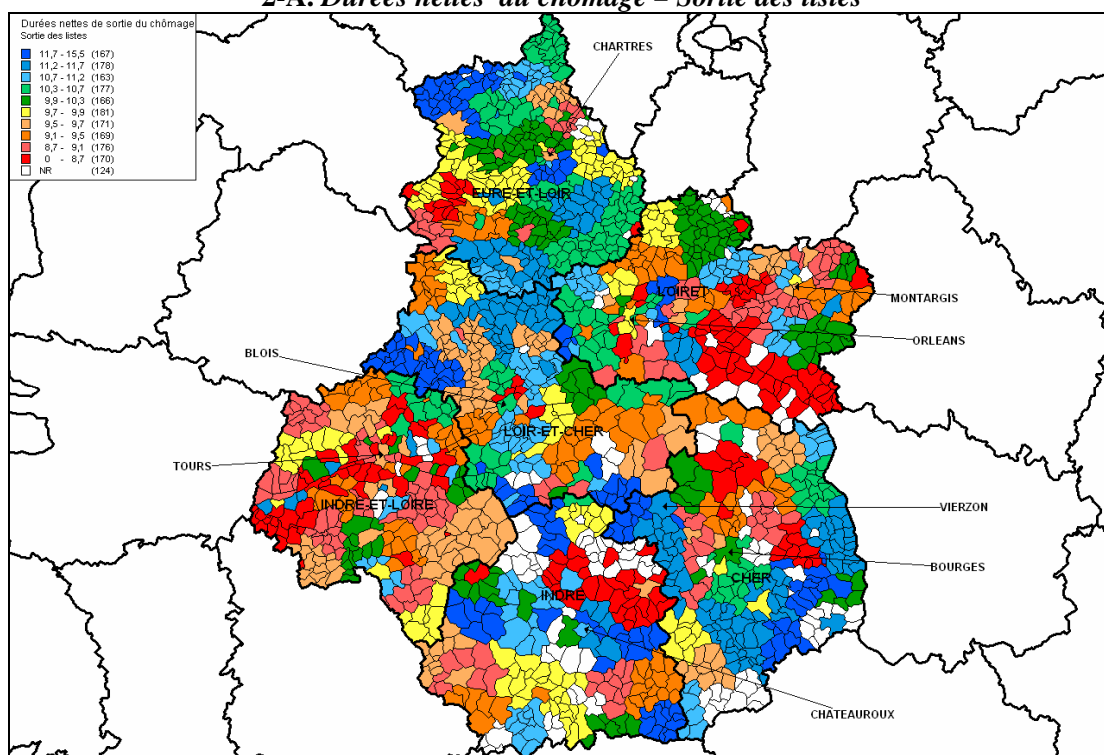 2-A. Durées nettes du chômage – Sortie des listes
Durées nettes de sortie du chômage
Sortie des listes
11,7 - 15,5 (167)
11,2 - 11,7 (178)
10,7 - 11,2 (163)
10,3 - 10,7 (177)
9,9 - 10,3 (166)
9,7 - 9,9 (181)
9,5 - 9,7 (171)
9,1 - 9,5 (169)
8,7 - 9,1 (176)
0 - 8,7 (170)
NR (124)
CHARTRES
EURE-ET-LOIR
LOIRET
MONTARGIS
ORLEANS
BLOIS
LOIR-ET-CHER
TOURS
INDRE-ET-LOIRE
VIERZON
BOURGES
CHER
INDRE
CHÂTEAUROUX